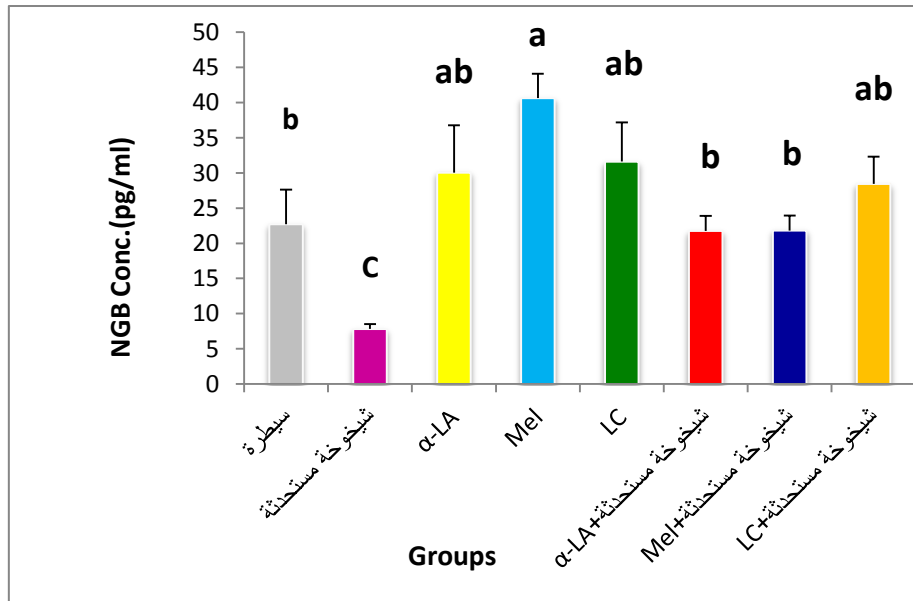 NGB Conc.(pg/ml)
50
45
40
35
30
25
20
15
10
5
0
b
C
ab
a
ab
b
b
ab
سيطرة
شيخوخة مستحدثة
α-LA
Mel
LC
α-LA+شيخوخة مستحدثة
Mel+شيخوخة مستحدثة
LC+شيخوخة مستحدثة
Groups